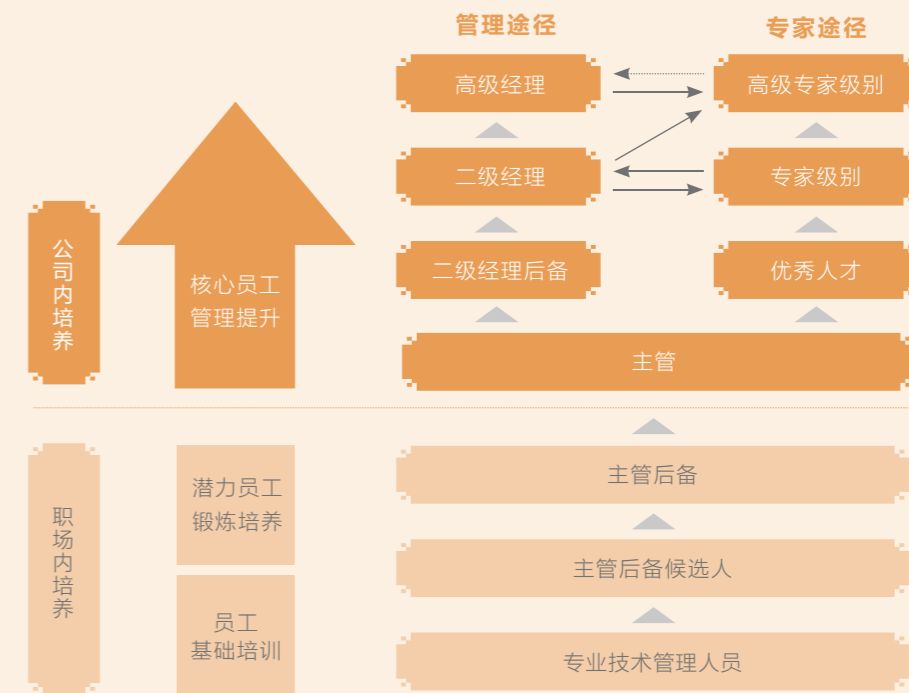 管理途径
专家途径
高级经理
高级专家级别
二级经理
专家级别
公司内培养
核心员工
管理提升
二级经理后备
优秀人才
主管
职场内培养
潜力员工
锻炼培养
主管后备
主管后备候选人
员工
基础培训
专业技术管理人员